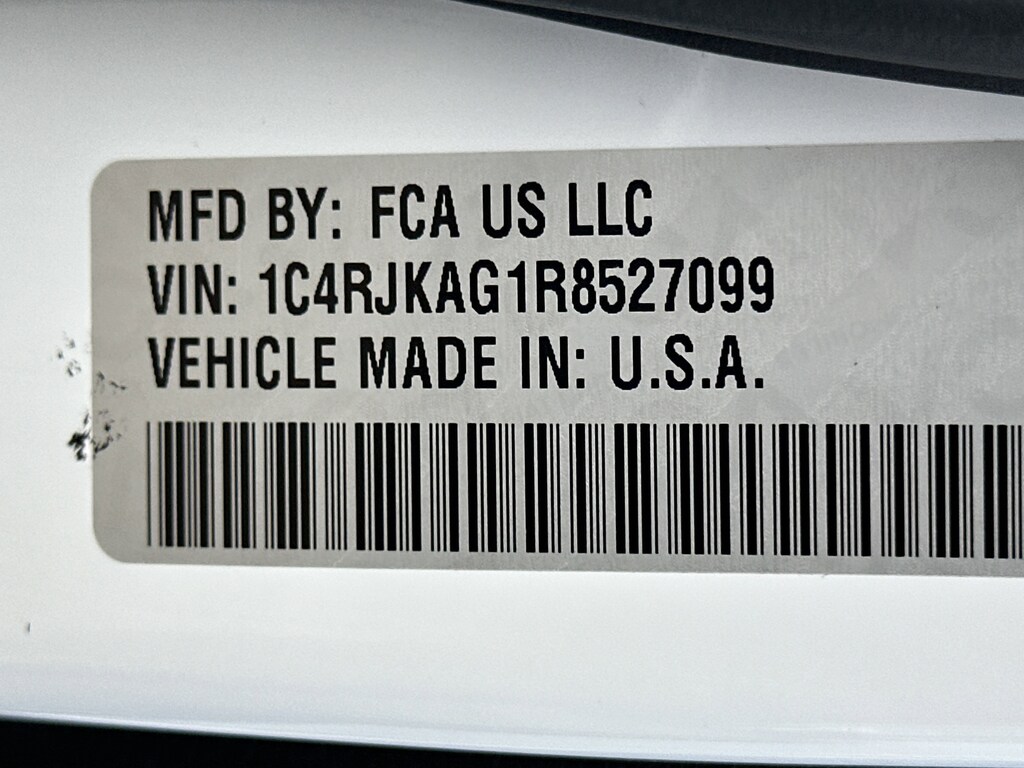 MFD BY: FCA US LLC
VIN: 1C4RJKAG1R8527099
VEHICLE MADE IN: U.S.A.